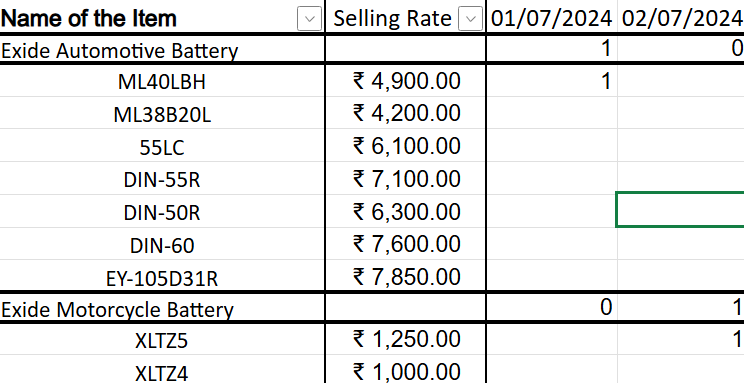 Name of the Item Selling Rate 01/07/2024 02/07/2024
Exide Automotive Battery 1 0
ML40LBH ₹ 4,900.00 1
ML38B20L ₹ 4,200.00
55LC ₹ 6,100.00
DIN-55R ₹ 7,100.00
DIN-50R ₹ 6,300.00
DIN-60 ₹ 7,600.00
EY-105D31R ₹ 7,850.00
Exide Motorcycle Battery 0 1
XLTZ5 ₹ 1,250.00 1
XLTZ4 ₹ 1,000.00